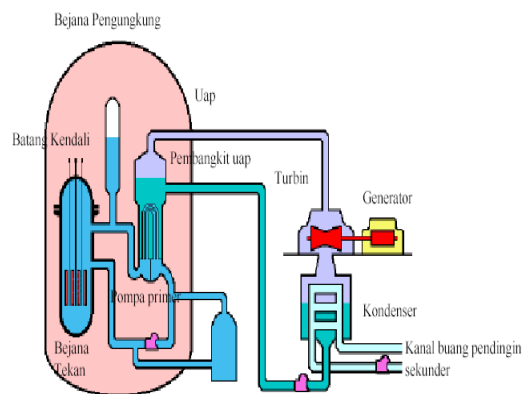 Bejana Pengungkung
Uap
Batang Kendali
Pembangkit uap
Turbin
Generator
Pompa primer
Kondenser
Bejana
Tekan
Kanal buang pendingin
sekunder